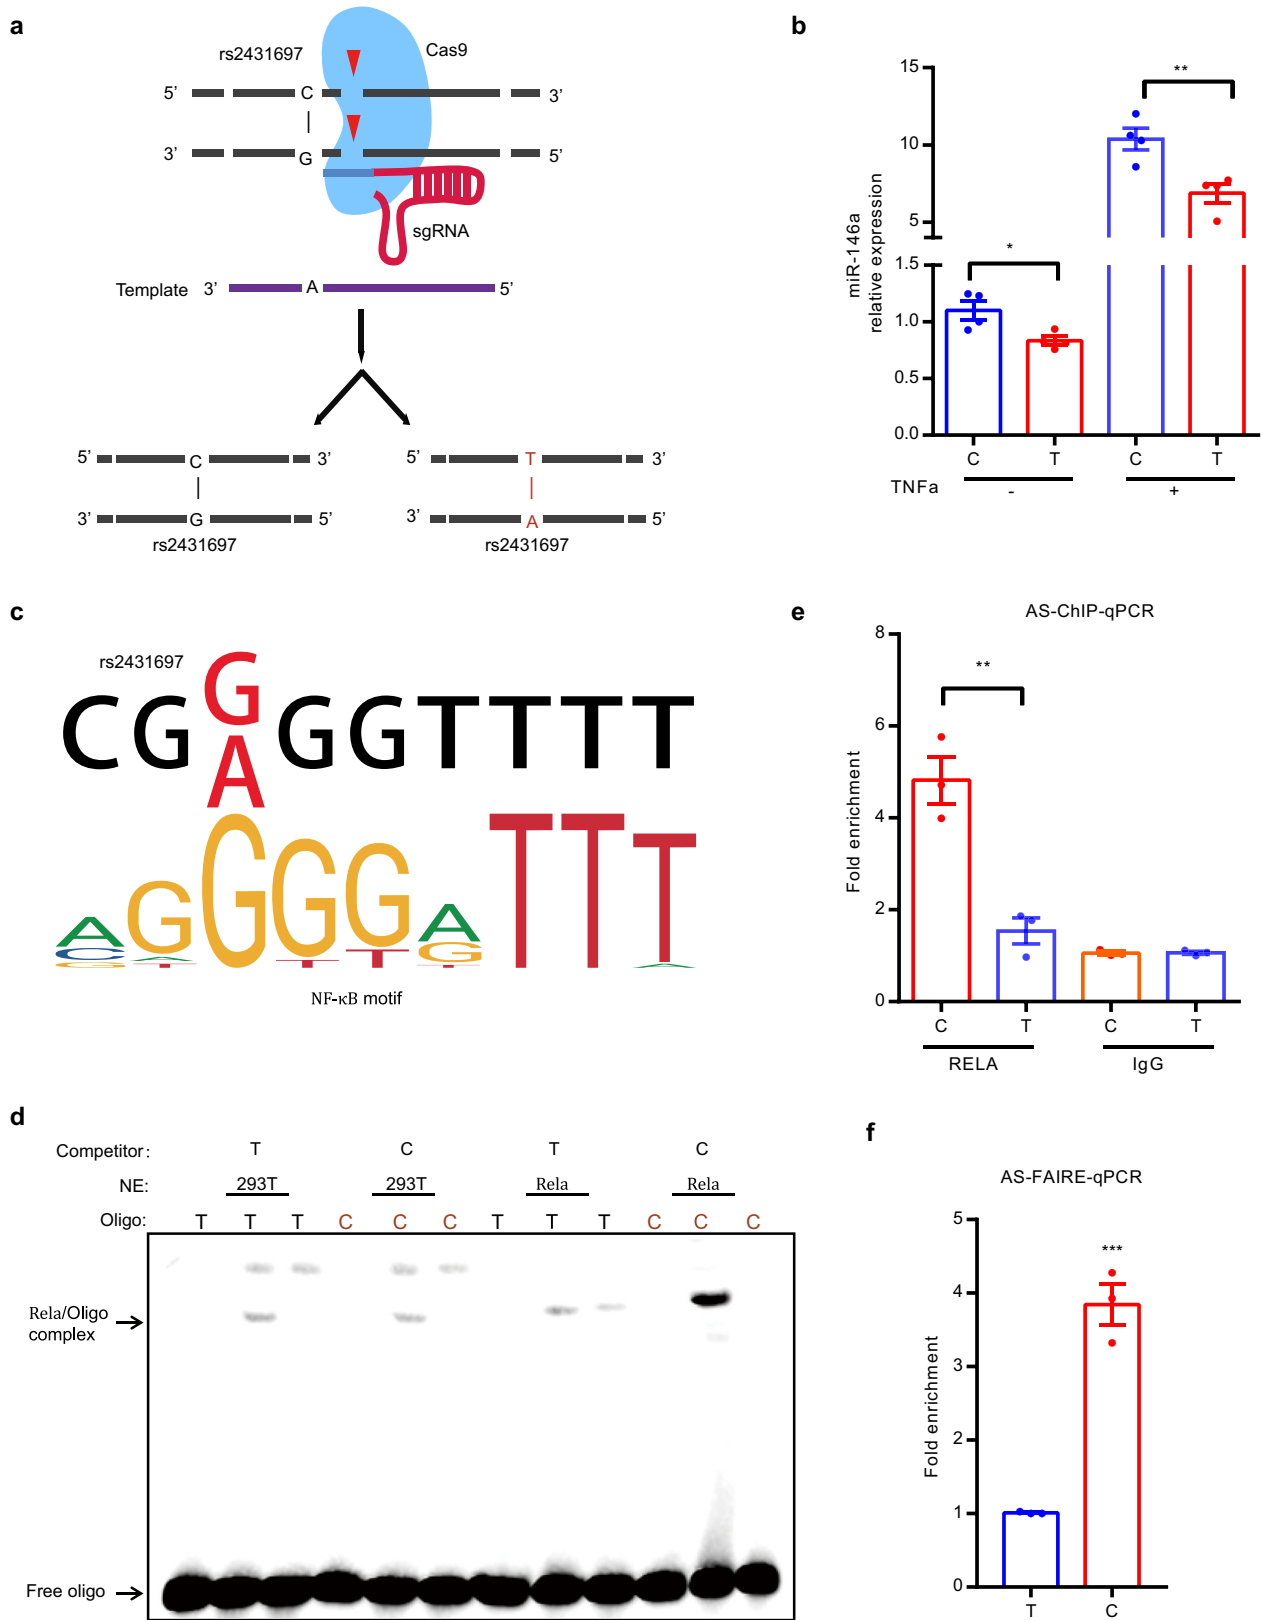 a
rs2431697
Cas9
5’ C 3’
3’ G 5’
sgRNA
Template 3’ A 5’
5’ C 3’
3’ G 5’
rs2431697
5’ T 3’
3’ A 5’
rs2431697
b
miR-146a
relative expression
15
10
5
1.5
1.0
0.5
0.0
*
**
C T C T
TNFa - +
c
rs2431697
G
CG GGTTTT
A
A G G G G A T T T
C A T T G A
G T T
NF-κB motif
d
Competitor: T C T C
NE: 293T 293T Rela Rela
Oligo: T T T C C C T T T C C C
Rela/Oligo
complex
Free oligo
e
AS-ChIP-qPCR
Fold enrichment
8
6
4
2
0
**
C T C T
RELA IgG
f
AS-FAIRE-qPCR
Fold enrichment
5
4
3
2
1
0
***
T C